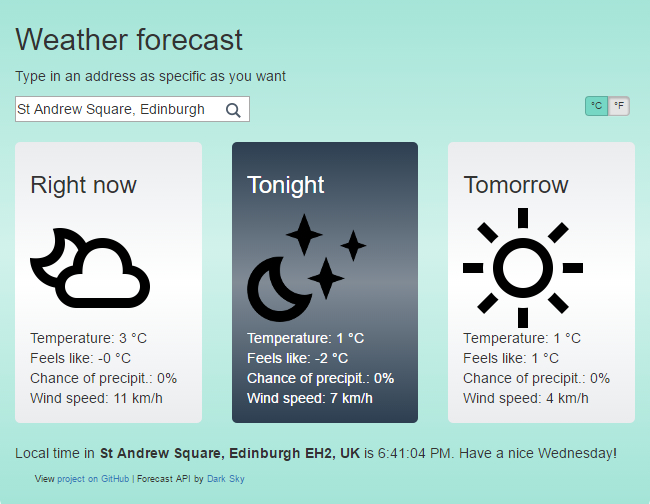 Weather forecast
Type in an address as specific as you want
St Andrew Square, Edinburgh
°C °F
Right now
Temperature: 3 °C
Feels like: -0 °C
Chance of precipit.: 0%
Wind speed: 11 km/h
Tonight
Temperature: 1 °C
Feels like: -2 °C
Chance of precipit.: 0%
Wind speed: 7 km/h
Tomorrow
Temperature: 1 °C
Feels like: 1 °C
Chance of precipit.: 0%
Wind speed: 4 km/h
Local time in St Andrew Square, Edinburgh EH2, UK is 6:41:04 PM. Have a nice Wednesday!
View project on GitHub | Forecast API by Dark Sky